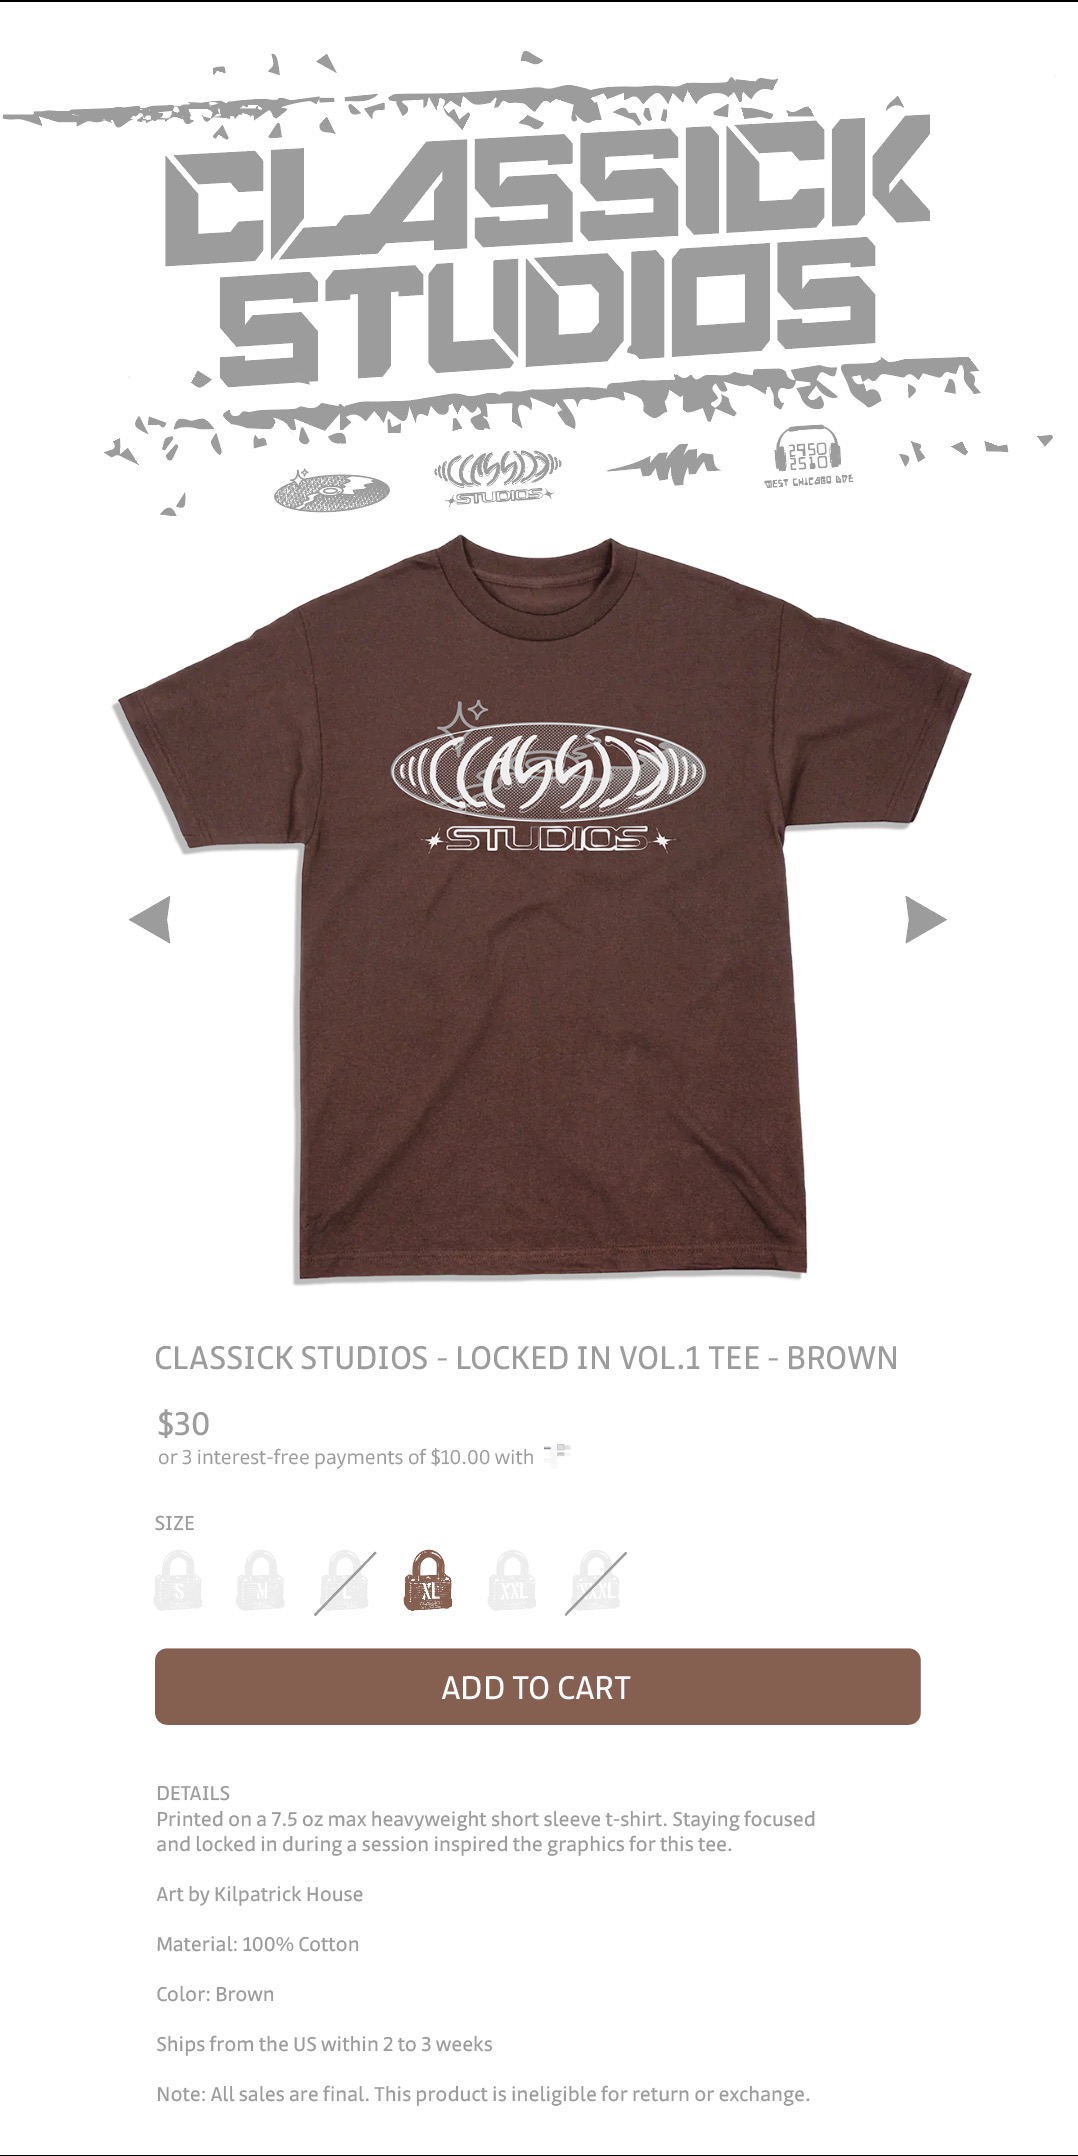 CLASSICK
STUDIOS
CLASSICK
STUDIOS
2950
2510
WEST CHICAGO AVE
CLASSICK
STUDIOS
CLASSICK STUDIOS - LOCKED IN VOL.1 TEE - BROWN
$30
or 3 interest-free payments of $10.00 with
SIZE
S M L XL XXL XXXL
ADD TO CART
DETAILS
Printed on a 7.5 oz max heavyweight short sleeve t-shirt. Staying focused
and locked in during a session inspired the graphics for this tee.
Art by Kilpatrick House
Material: 100% Cotton
Color: Brown
Ships from the US within 2 to 3 weeks
Note: All sales are final. This product is ineligible for return or exchange.